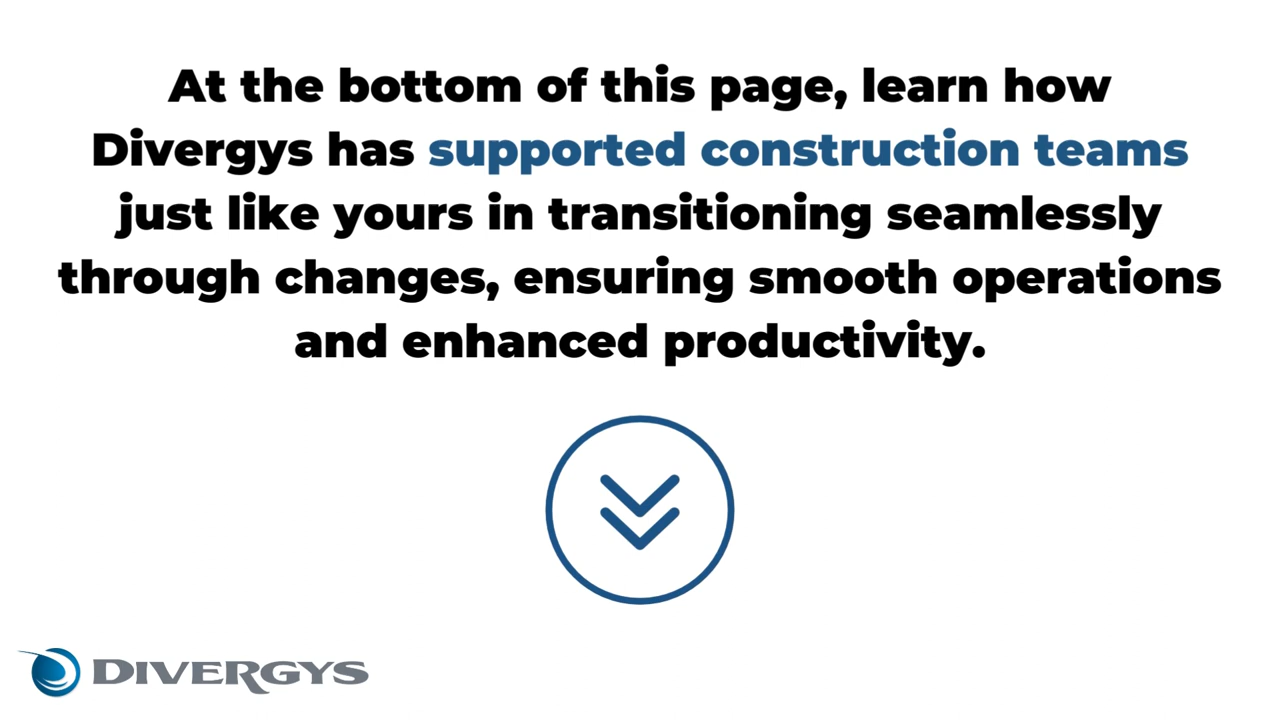 At the bottom of this page, learn how
Divergys has supported construction teams
just like yours in transitioning seamlessly
through changes, ensuring smooth operations
and enhanced productivity.
DIVERGYS